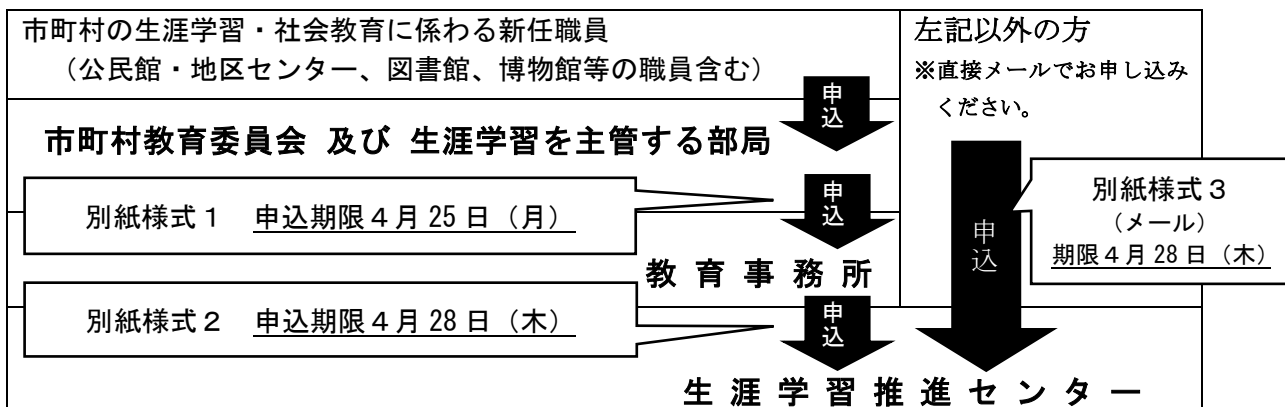 市町村の生涯学習・社会教育に係わる新任職員
（公民館・地区センター、図書館、博物館等の職員含む）
申込
市町村教育委員会 及び 生涯学習を主管する部局
申込
別紙様式１　申込期限４月 25 日（月）
教 育 事 務 所
申込
別紙様式２　申込期限４月 28 日（木）
左記以外の方
※直接メールでお申し込み
ください。
申込
別紙様式３
（メール）
期限４月 28 日（木）
生 涯 学 習 推 進 セ ン タ ー